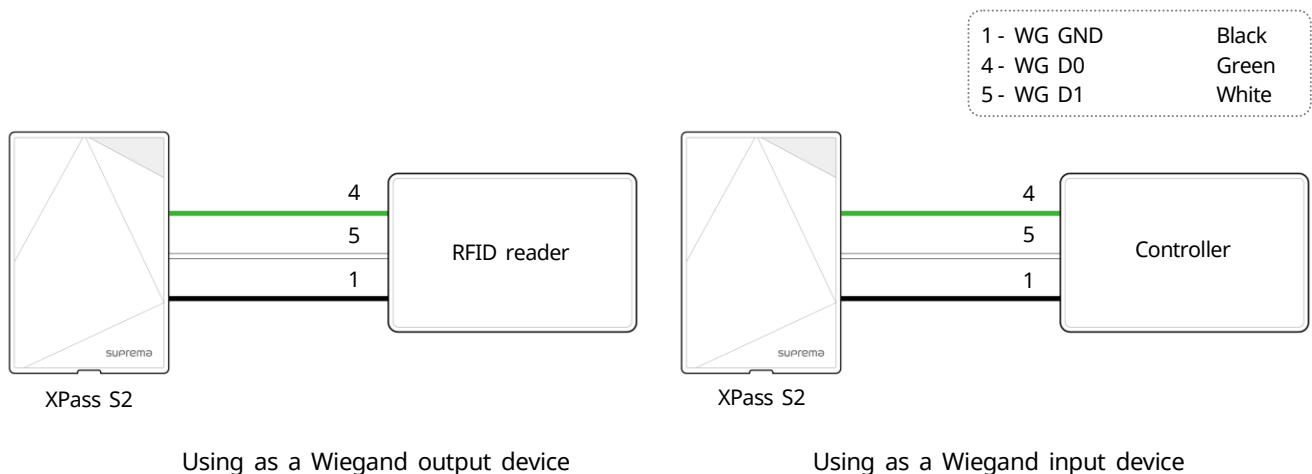 1 - WG GND Black
4 - WG D0 Green
5 - WG D1 White
4
5
1
RFID reader
suprema
XPass S2
Using as a Wiegand output device
4
5
1
Controller
suprema
XPass S2
Using as a Wiegand input device